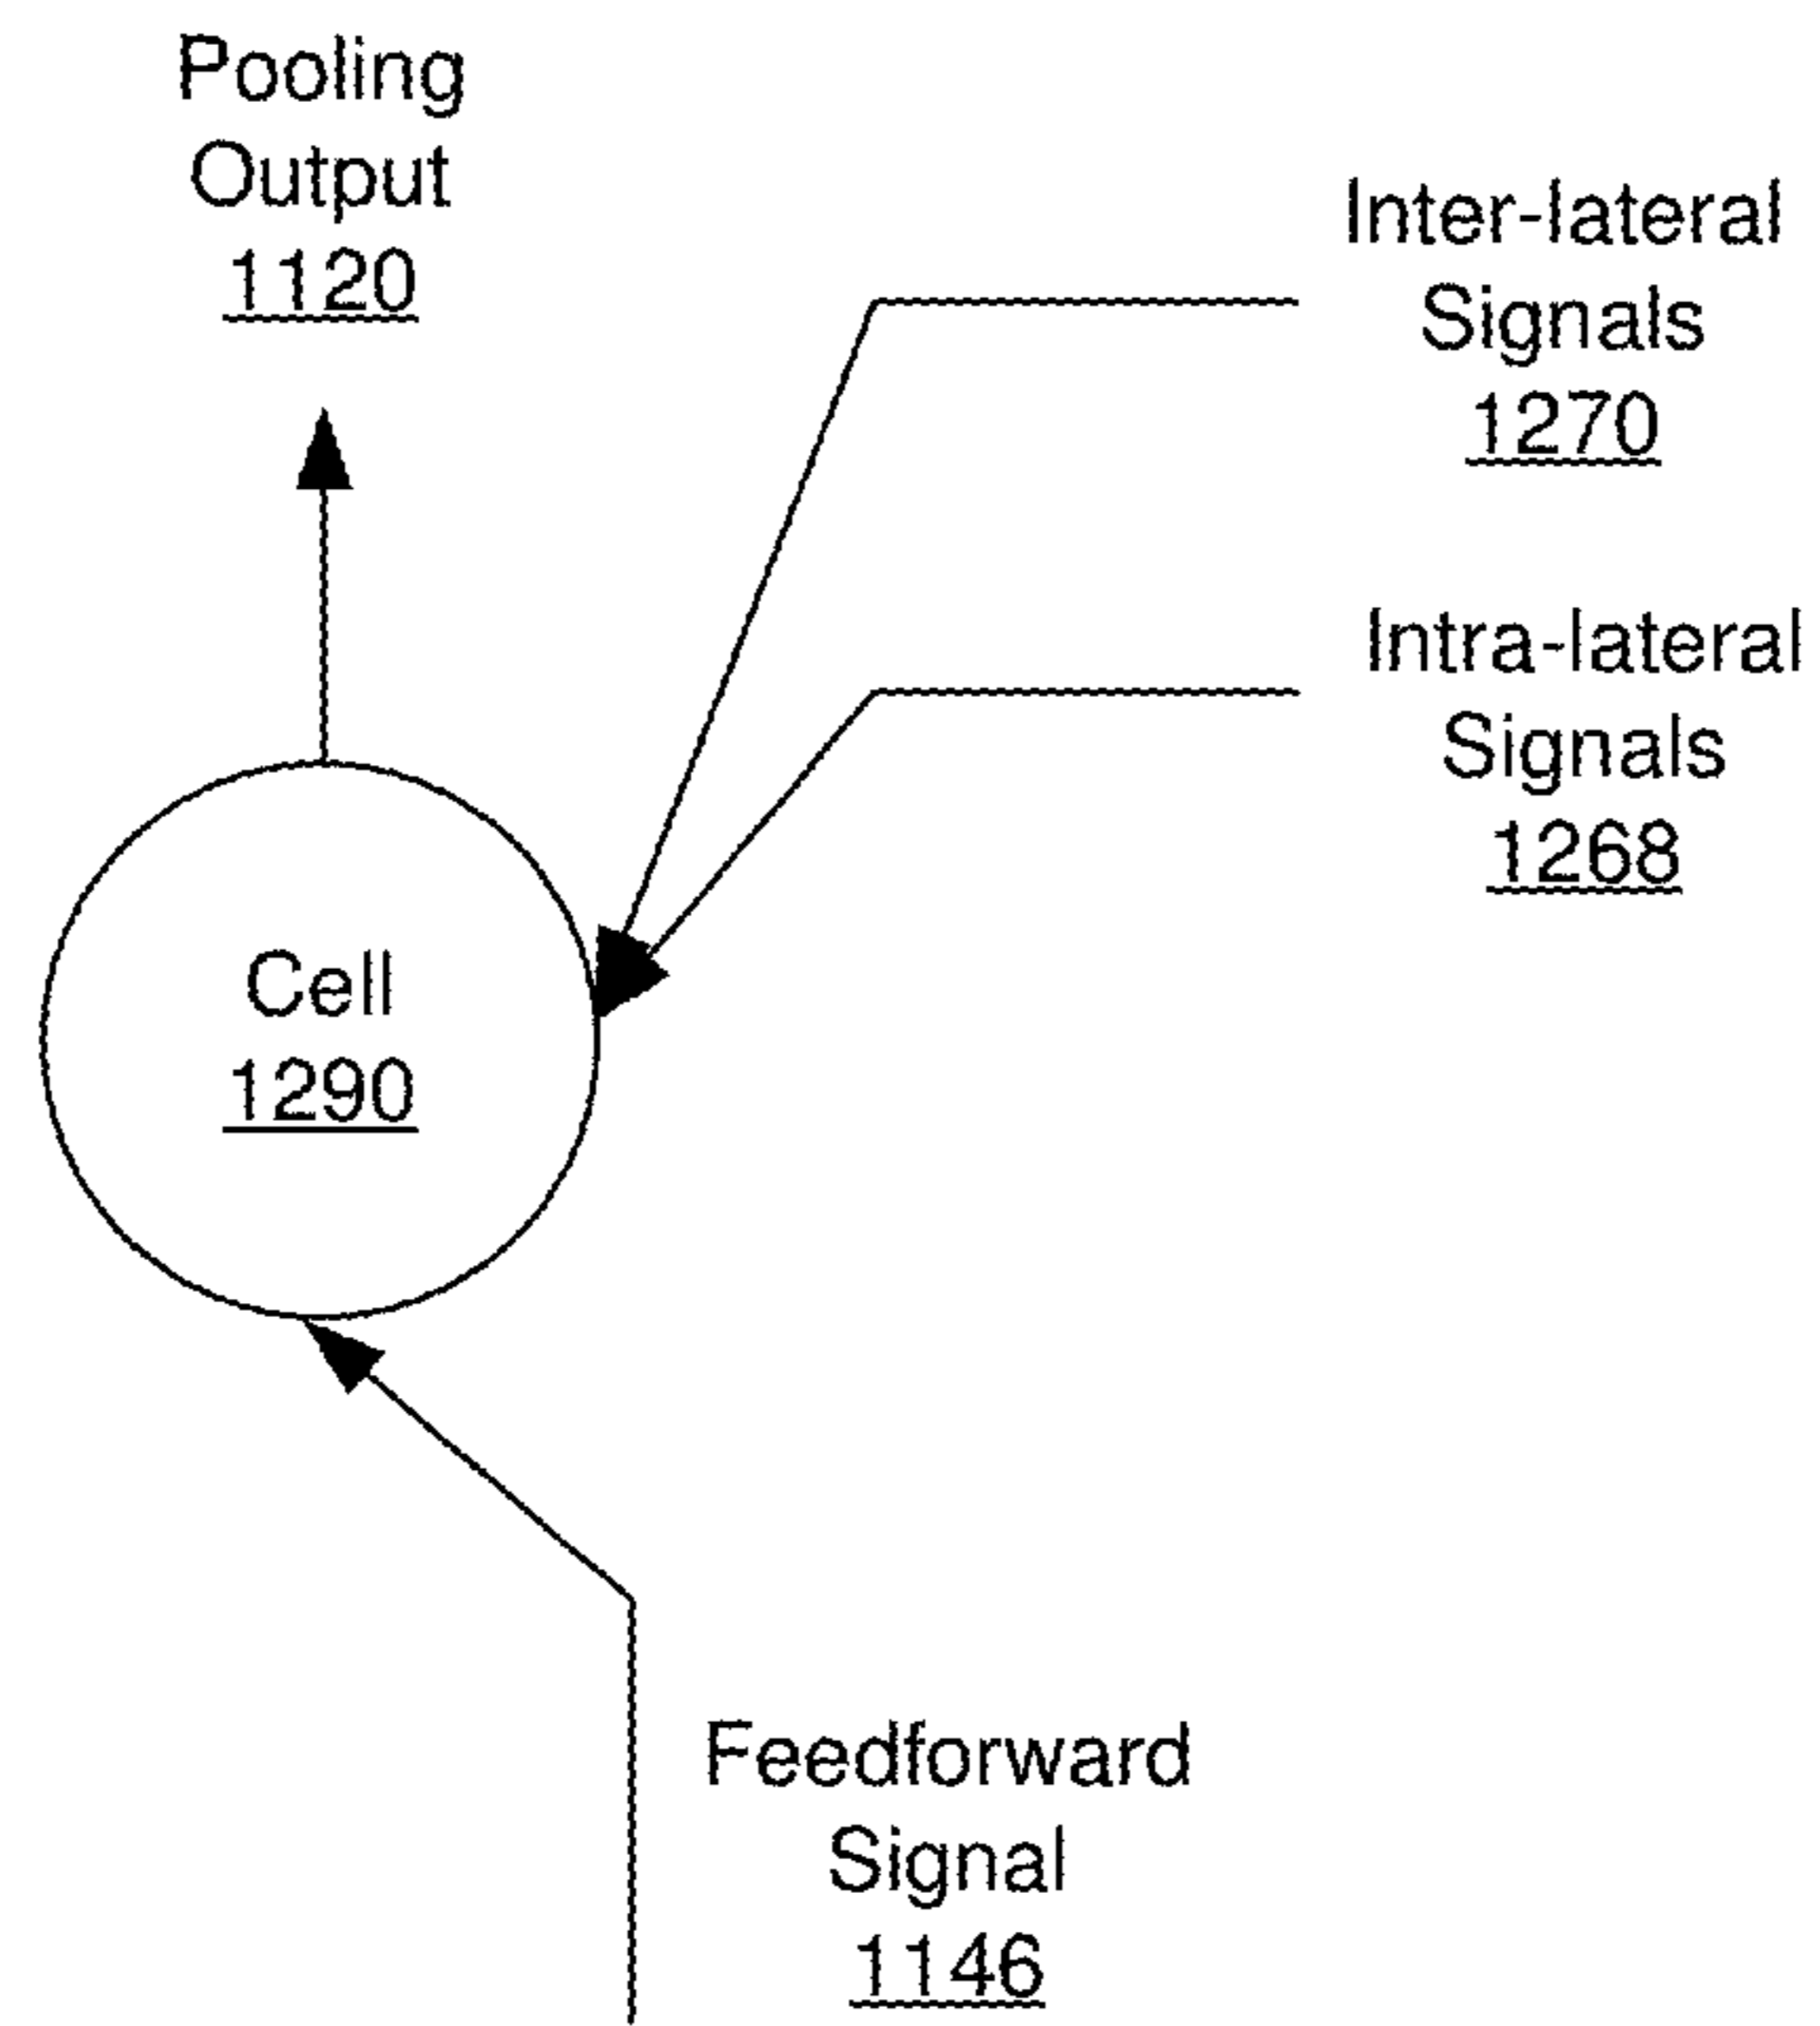 Pooling
Output
1120
Inter-lateral
Signals
1270
Intra-lateral
Signals
1268
Cell
1290
Feedforward
Signal
1146